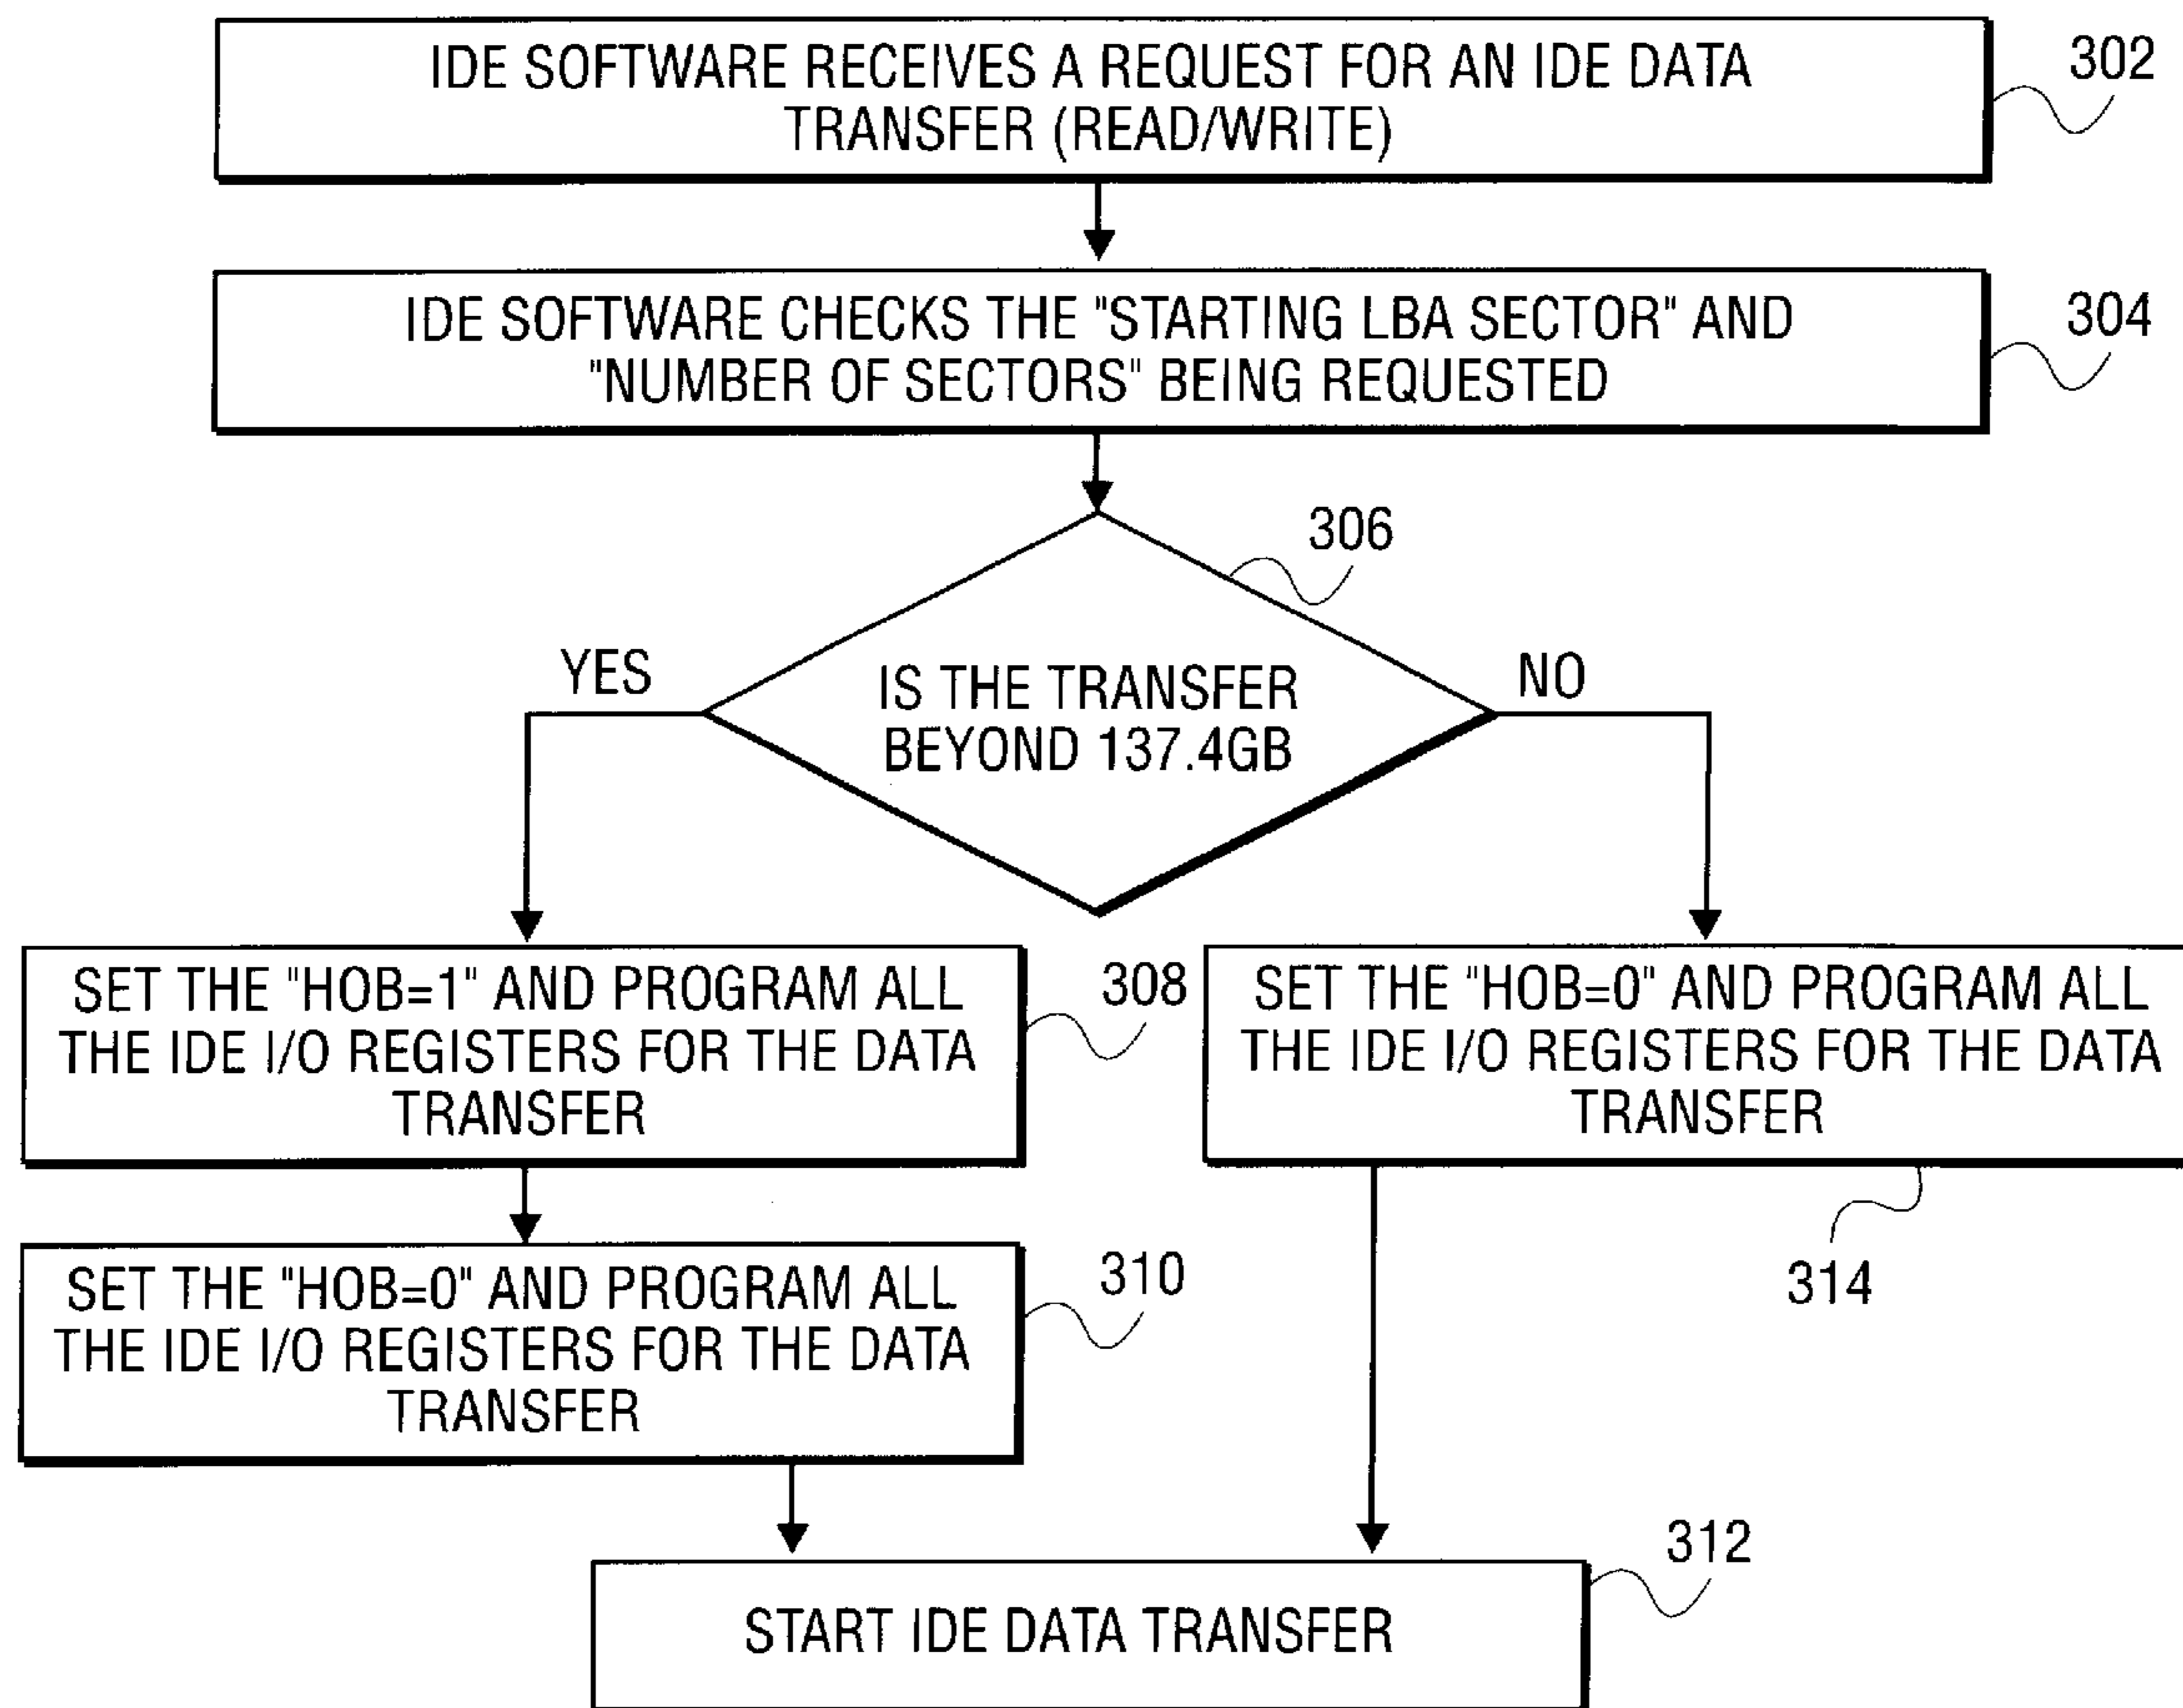 IDE SOFTWARE RECEIVES A REQUEST FOR AN IDE DATA
TRANSFER (READ/WRITE)
302
IDE SOFTWARE CHECKS THE "STARTING LBA SECTOR" AND
"NUMBER OF SECTORS" BEING REQUESTED
304
306
YES
IS THE TRANSFER
BEYOND 137.4GB
NO
SET THE "HOB=1" AND PROGRAM ALL
THE IDE I/O REGISTERS FOR THE DATA
TRANSFER
308
SET THE "HOB=0" AND PROGRAM ALL
THE IDE I/O REGISTERS FOR THE DATA
TRANSFER
314
SET THE "HOB=0" AND PROGRAM ALL
THE IDE I/O REGISTERS FOR THE DATA
TRANSFER
310
START IDE DATA TRANSFER
312